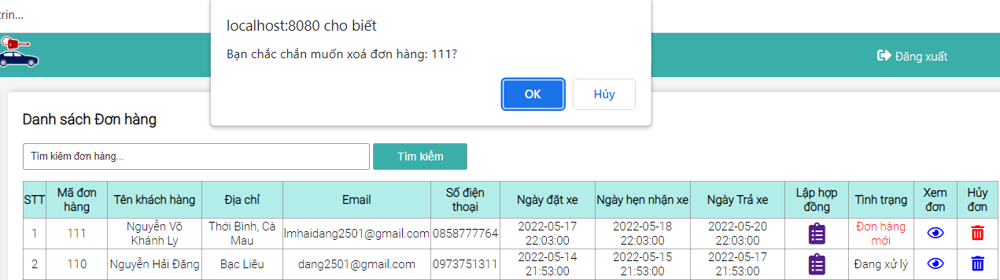 trin...
localhost:8080 cho biết
Bạn chắc chắn muốn xoá đơn hàng: 111?
OK
Hủy
Đăng xuất
Danh sách Đơn hàng
Tìm kiêm đơn hàng...
Tìm kiếm
STT Mã đơn hàng Tên khách hàng Địa chỉ Email Số điện thoại Ngày đặt xe Ngày hẹn nhận xe Ngày Trả xe Lập hợp đồng Tình trạng Xem đơn Hủy đơn
1 111 Nguyễn Võ Khánh Ly Thới Bình, Cà Mau lmhaidang2501@gmail.com 0858777764 2022-05-17 22:03:00 2022-05-18 22:03:00 2022-05-20 22:03:00 Đơn hàng mới
2 110 Nguyễn Hải Đăng Bạc Liêu dang2501@gmail.com 0973751311 2022-05-14 21:53:00 2022-05-15 21:53:00 2022-05-17 21:53:00 Đang xử lý